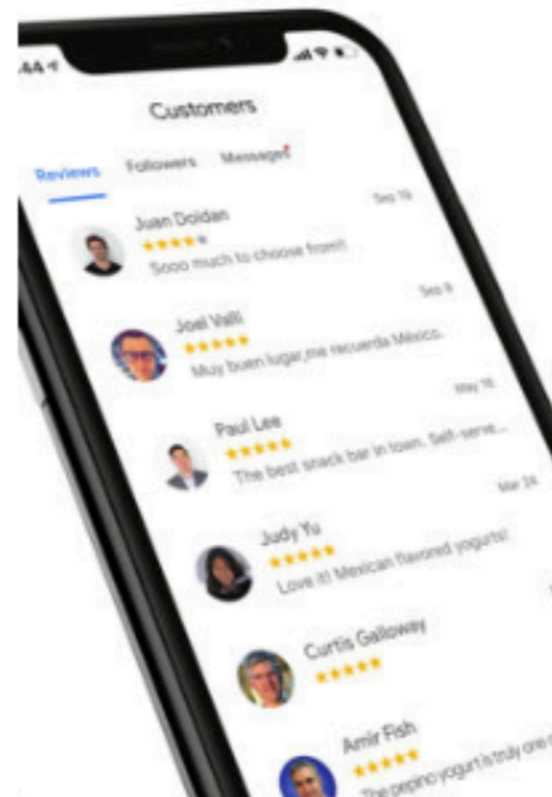 :44
Customers
Reviews Followers Messages
Juan Doldan Sep 19
Sooo much to choose from!!
Joel Valli Sep 8
Muy buen lugar,me recuerda México.
Paul Lee May 18
The best snack bar in town. Self-serve...
Judy Yu Mar 24
Love it! Mexican flavored yogurts!
Curtis Galloway
Amir Fish
The pepino yogurt is truly one